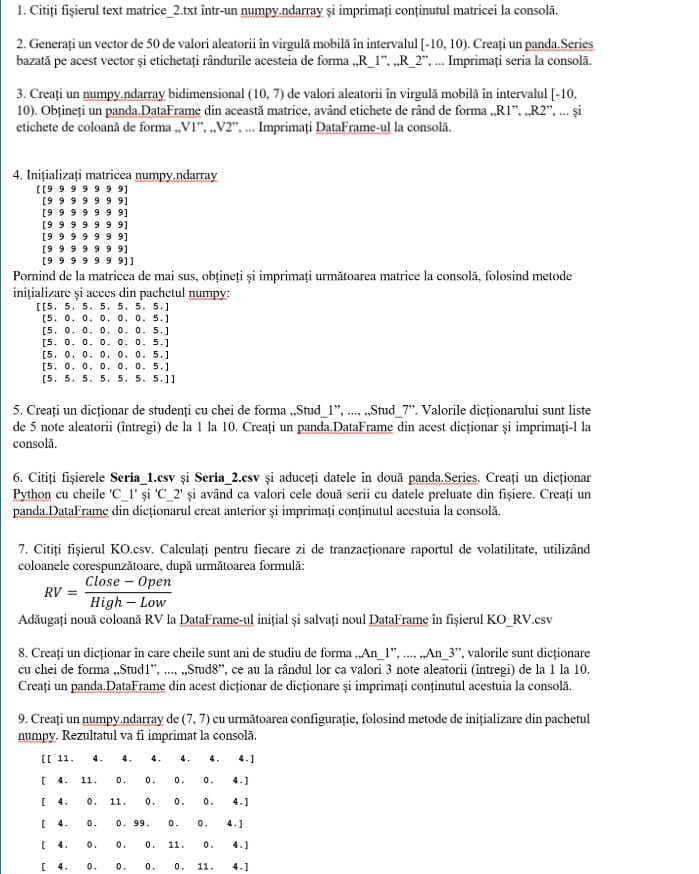 1. Citiți fișierul text matrice_2.txt într-un numpy.ndarray și imprimați conținutul matricei la consolă.
2. Generați un vector de 50 de valori aleatorii în virgulă mobilă în intervalul [-10, 10). Creați un panda.Series
bazată pe acest vector și etichetați rândurile acesteia de forma „R_1”, „R_2”, ... Imprimați seria la consolă.
3. Creați un numpy.ndarray bidimensional (10, 7) de valori aleatorii în virgulă mobilă în intervalul [-10,
10). Obțineți un panda.DataFrame din această matrice, având etichete de rând de forma „R1”, „R2”, ... și
etichete de coloană de forma „V1”, „V2”, ... Imprimați DataFrame-ul la consolă.
4. Inițializați matricea numpy.ndarray
[[9 9 9 9 9 9 9]
[9 9 9 9 9 9 9]
[9 9 9 9 9 9 9]
[9 9 9 9 9 9 9]
[9 9 9 9 9 9 9]
[9 9 9 9 9 9 9]
[9 9 9 9 9 9 9]]
Pornind de la matricea de mai sus, obțineți și imprimați următoarea matrice la consolă, folosind metode
inițializare și acces din pachetul numpy:
[[5. 5. 5. 5. 5. 5. 5.]
[5. 0. 0. 0. 0. 0. 5.]
[5. 0. 0. 0. 0. 0. 5.]
[5. 0. 0. 0. 0. 0. 5.]
[5. 0. 0. 0. 0. 0. 5.]
[5. 0. 0. 0. 0. 0. 5.]
[5. 5. 5. 5. 5. 5. 5.]]
5. Creați un dicționar de studenți cu chei de forma „Stud_1”, ..., „Stud_7”. Valorile dicționarului sunt liste
de 5 note aleatorii (întregi) de la 1 la 10. Creați un panda.DataFrame din acest dicționar și imprimați-l la
consolă.
6. Citiți fișierele Seria_1.csv și Seria_2.csv și aduceți datele în două panda.Series. Creați un dicționar
Python cu cheile 'C_1' și 'C_2' și având ca valori cele două serii cu datele preluate din fișiere. Creați un
panda.DataFrame din dicționarul creat anterior și imprimați conținutul acestuia la consolă.
7. Citiți fișierul KO.csv. Calculați pentru fiecare zi de tranzacționare raportul de volatilitate, utilizând
coloanele corespunzătoare, după următoarea formulă:
RV = Close − Open
High − Low
Adăugați nouă coloană RV la DataFrame-ul inițial și salvați noul DataFrame în fișierul KO_RV.csv
8. Creați un dicționar în care cheile sunt ani de studiu de forma „An_1”, ..., „An_3”, valorile sunt dicționare
cu chei de forma „Stud1”, ..., „Stud8”, ce au la rândul lor ca valori 3 note aleatorii (întregi) de la 1 la 10.
Creați un panda.DataFrame din acest dicționar de dicționare și imprimați conținutul acestuia la consolă.
9. Creați un numpy.ndarray de (7, 7) cu următoarea configurație, folosind metode de inițializare din pachetul
numpy. Rezultatul va fi imprimat la consolă.
[[ 11. 4. 4. 4. 4. 4. 4.]
[ 4. 11. 0. 0. 0. 0. 4.]
[ 4. 0. 11. 0. 0. 0. 4.]
[ 4. 0. 0. 99. 0. 0. 4.]
[ 4. 0. 0. 0. 11. 0. 4.]
[ 4. 0. 0. 0. 0. 11. 4.]